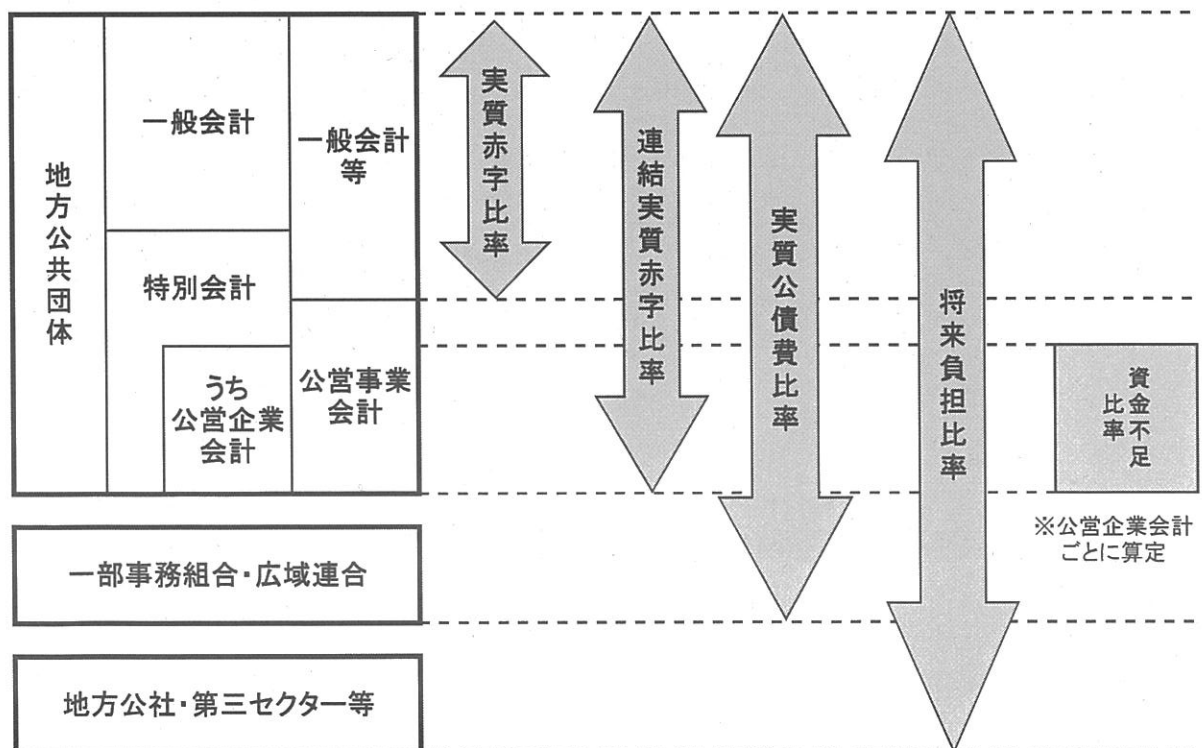 地方公共団体
一般会計
特別会計
うち
公営企業
会計
一般会計
等
公営事業
会計
実質赤字比率
連結実質赤字比率
実質公債費比率
将来負担比率
資金不足
比率
※公営企業会計
ごとに算定
一部事務組合・広域連合
地方公社・第三セクター等